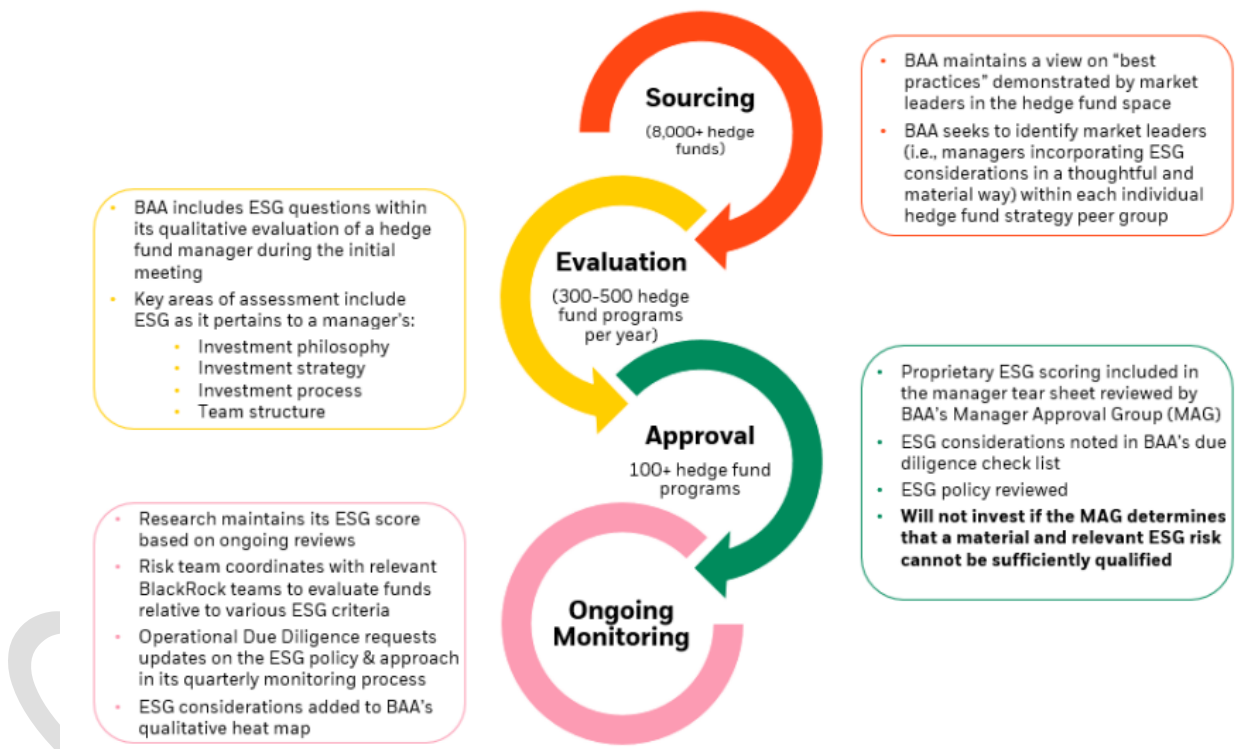 Sourcing
(8,000+ hedge
funds)
• BAA maintains a view on “best
practices” demonstrated by market
leaders in the hedge fund space
• BAA seeks to identify market leaders
(i.e., managers incorporating ESG
considerations in a thoughtful and
material way) within each individual
hedge fund strategy peer group
• BAA includes ESG questions within
its qualitative evaluation of a hedge
fund manager during the initial
meeting
• Key areas of assessment include
ESG as it pertains to a manager’s:
• Investment philosophy
• Investment strategy
• Investment process
• Team structure
Evaluation
(300-500 hedge
fund programs
per year)
Approval
100+ hedge fund
programs
• Proprietary ESG scoring included in
the manager tear sheet reviewed by
BAA’s Manager Approval Group (MAG)
• ESG considerations noted in BAA’s due
diligence check list
• ESG policy reviewed
• Will not invest if the MAG determines
that a material and relevant ESG risk
cannot be sufficiently qualified
• Research maintains its ESG score
based on ongoing reviews
• Risk team coordinates with relevant
BlackRock teams to evaluate funds
relative to various ESG criteria
• Operational Due Diligence requests
updates on the ESG policy & approach
in its quarterly monitoring process
• ESG considerations added to BAA’s
qualitative heat map
Ongoing
Monitoring